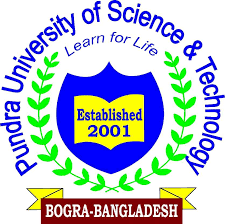 Pundra University of Science & Technology
Learn for Life
Established
2001
BOGRA-BANGLADESH